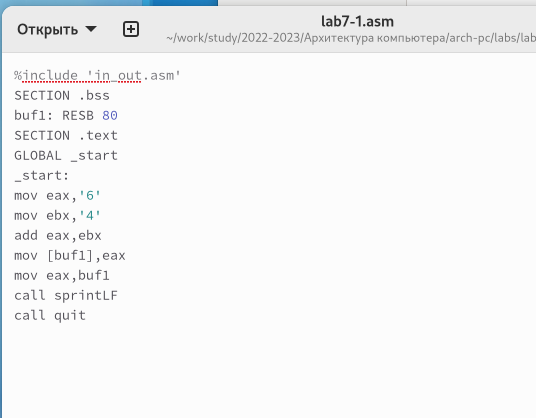 lab7-1.asm
Открыть
~/work/study/2022-2023/Архитектура компьютера/arch-pc/labs/lab
%include 'in_out.asm'
SECTION .bss
buf1: RESB 80
SECTION .text
GLOBAL _start
_start:
mov eax,'6'
mov ebx,'4'
add eax,ebx
mov [buf1],eax
mov eax,buf1
call sprintLF
call quit